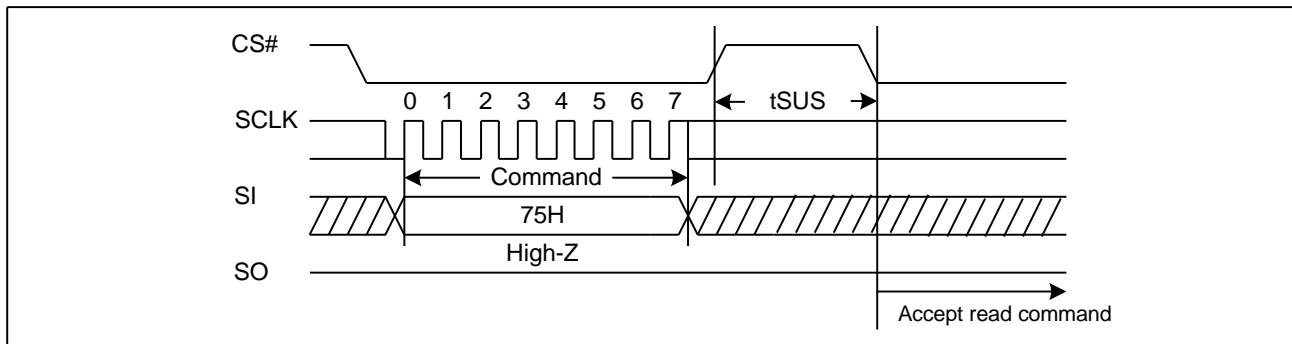 CS#
tSUS
0 1 2 3 4 5 6 7
SCLK
Command
SI
75H
High-Z
SO
Accept read command